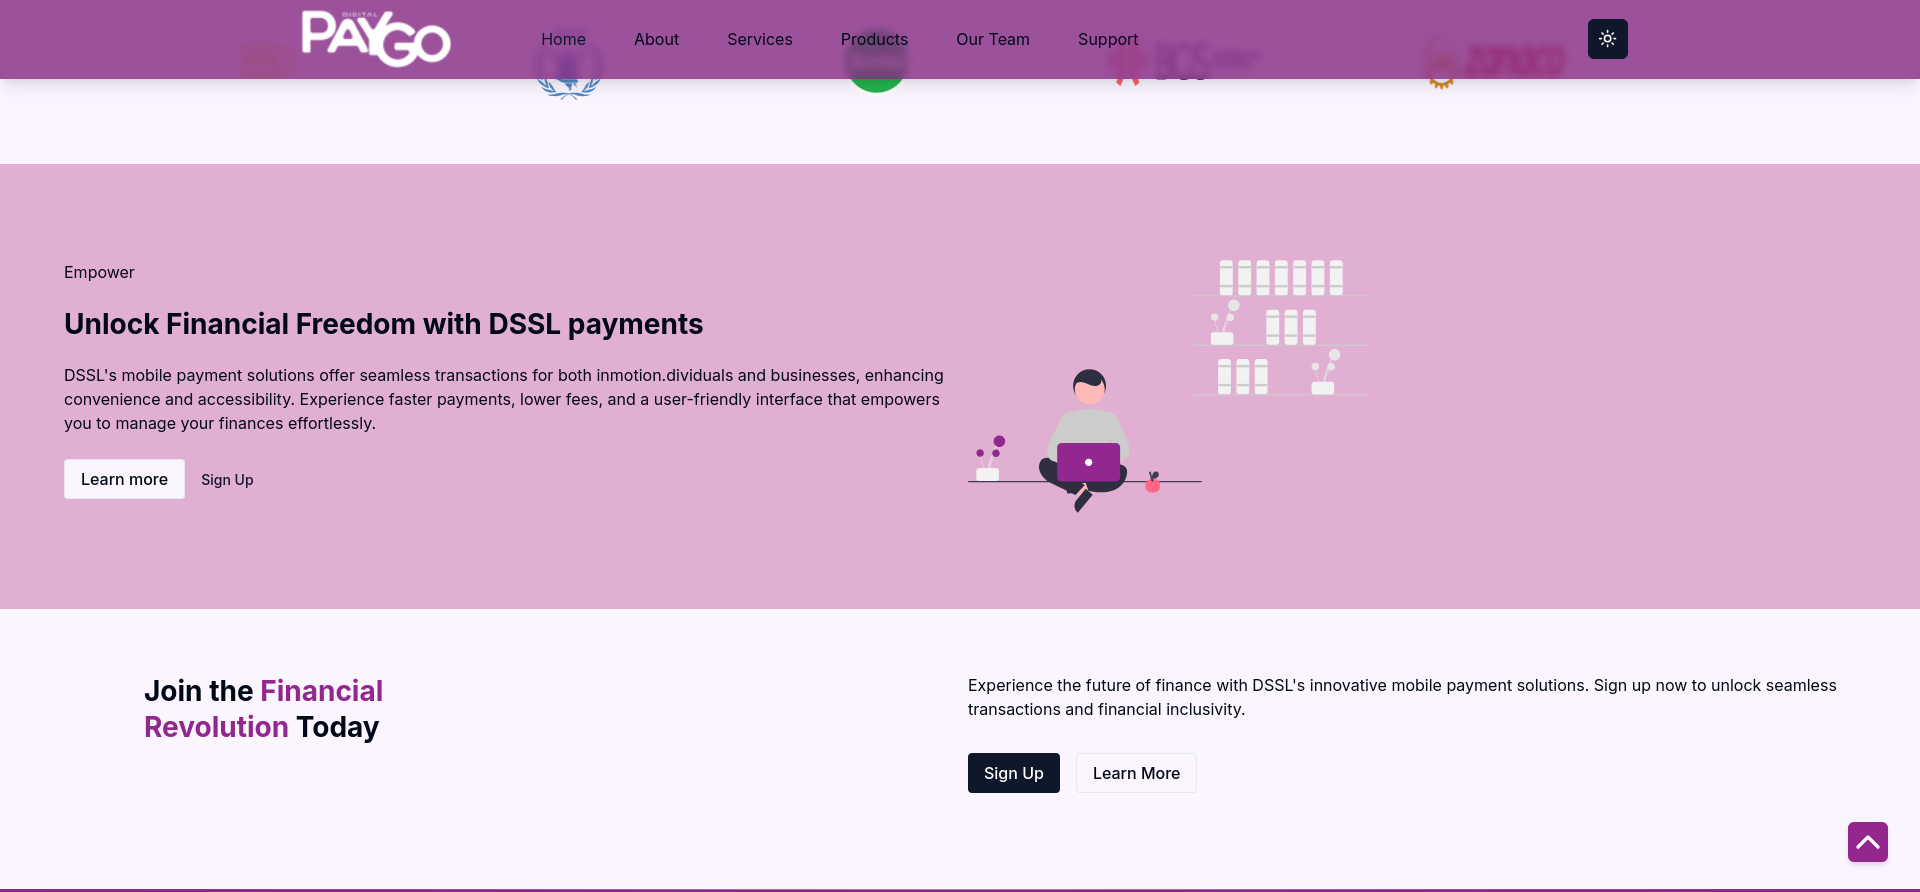 DIGITAL
PAYGO
Home
About
Services
Products
Our Team
Support
BCS
zamaco
Empower
Unlock Financial Freedom with DSSL payments
DSSL's mobile payment solutions offer seamless transactions for both inmotion.dividuals and businesses, enhancing
convenience and accessibility. Experience faster payments, lower fees, and a user-friendly interface that empowers
you to manage your finances effortlessly.
Learn more
Sign Up
Join the Financial
Revolution Today
Experience the future of finance with DSSL's innovative mobile payment solutions. Sign up now to unlock seamless
transactions and financial inclusivity.
Sign Up
Learn More